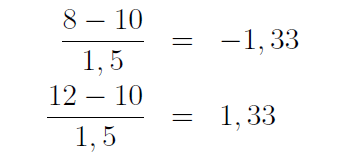 8 − 10
1, 5
= −1, 33
12 − 10
1, 5
= 1, 33